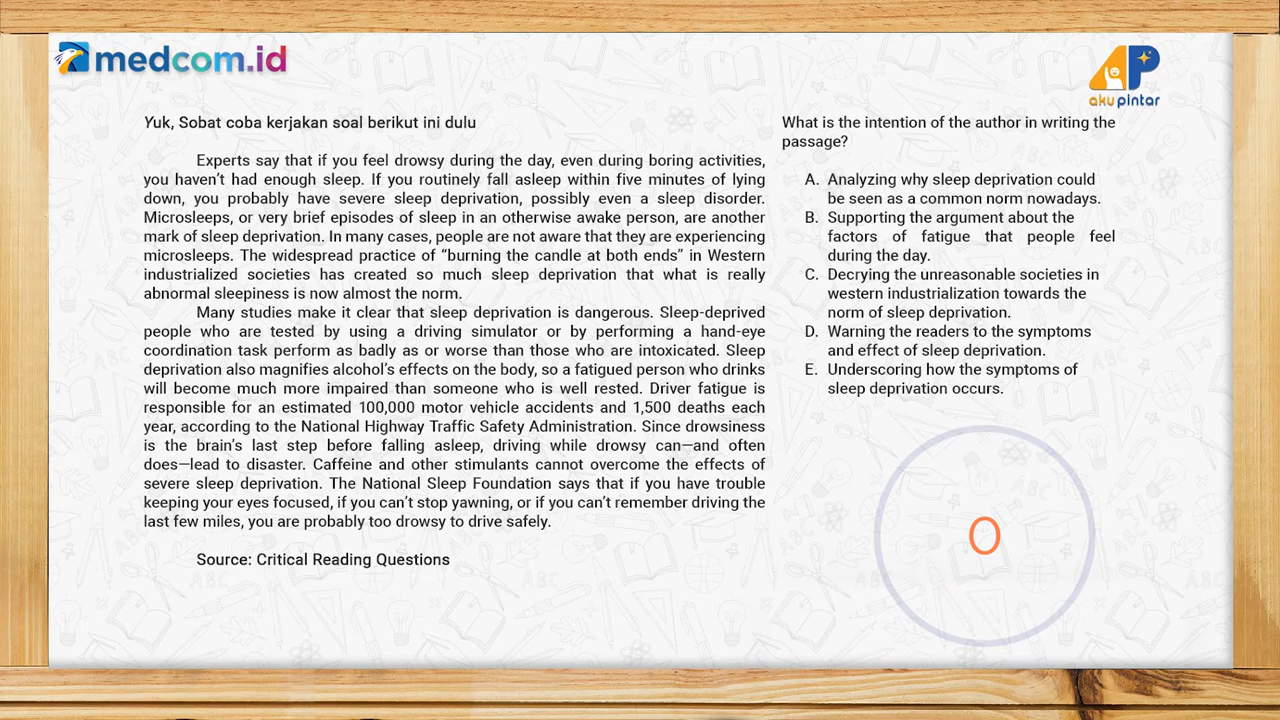 medcom.id
AP
aku pintar
Yuk, Sobat coba kerjakan soal berikut ini dulu
Experts say that if you feel drowsy during the day, even during boring activities,
you haven’t had enough sleep. If you routinely fall asleep within five minutes of lying
down, you probably have severe sleep deprivation, possibly even a sleep disorder.
Microsleeps, or very brief episodes of sleep in an otherwise awake person, are another
mark of sleep deprivation. In many cases, people are not aware that they are experiencing
microsleeps. The widespread practice of “burning the candle at both ends” in Western
industrialized societies has created so much sleep deprivation that what is really
abnormal sleepiness is now almost the norm.
Many studies make it clear that sleep deprivation is dangerous. Sleep-deprived
people who are tested by using a driving simulator or by performing a hand-eye
coordination task perform as badly as or worse than those who are intoxicated. Sleep
deprivation also magnifies alcohol’s effects on the body, so a fatigued person who drinks
will become much more impaired than someone who is well rested. Driver fatigue is
responsible for an estimated 100,000 motor vehicle accidents and 1,500 deaths each
year, according to the National Highway Traffic Safety Administration. Since drowsiness
is the brain’s last step before falling asleep, driving while drowsy can—and often
does—lead to disaster. Caffeine and other stimulants cannot overcome the effects of
severe sleep deprivation. The National Sleep Foundation says that if you have trouble
keeping your eyes focused, if you can’t stop yawning, or if you can’t remember driving the
last few miles, you are probably too drowsy to drive safely.
Source: Critical Reading Questions
What is the intention of the author in writing the
passage?
A. Analyzing why sleep deprivation could
be seen as a common norm nowadays.
B. Supporting the argument about the
factors of fatigue that people feel
during the day.
C. Decrying the unreasonable societies in
western industrialization towards the
norm of sleep deprivation.
D. Warning the readers to the symptoms
and effect of sleep deprivation.
E. Underscoring how the symptoms of
sleep deprivation occurs.
0